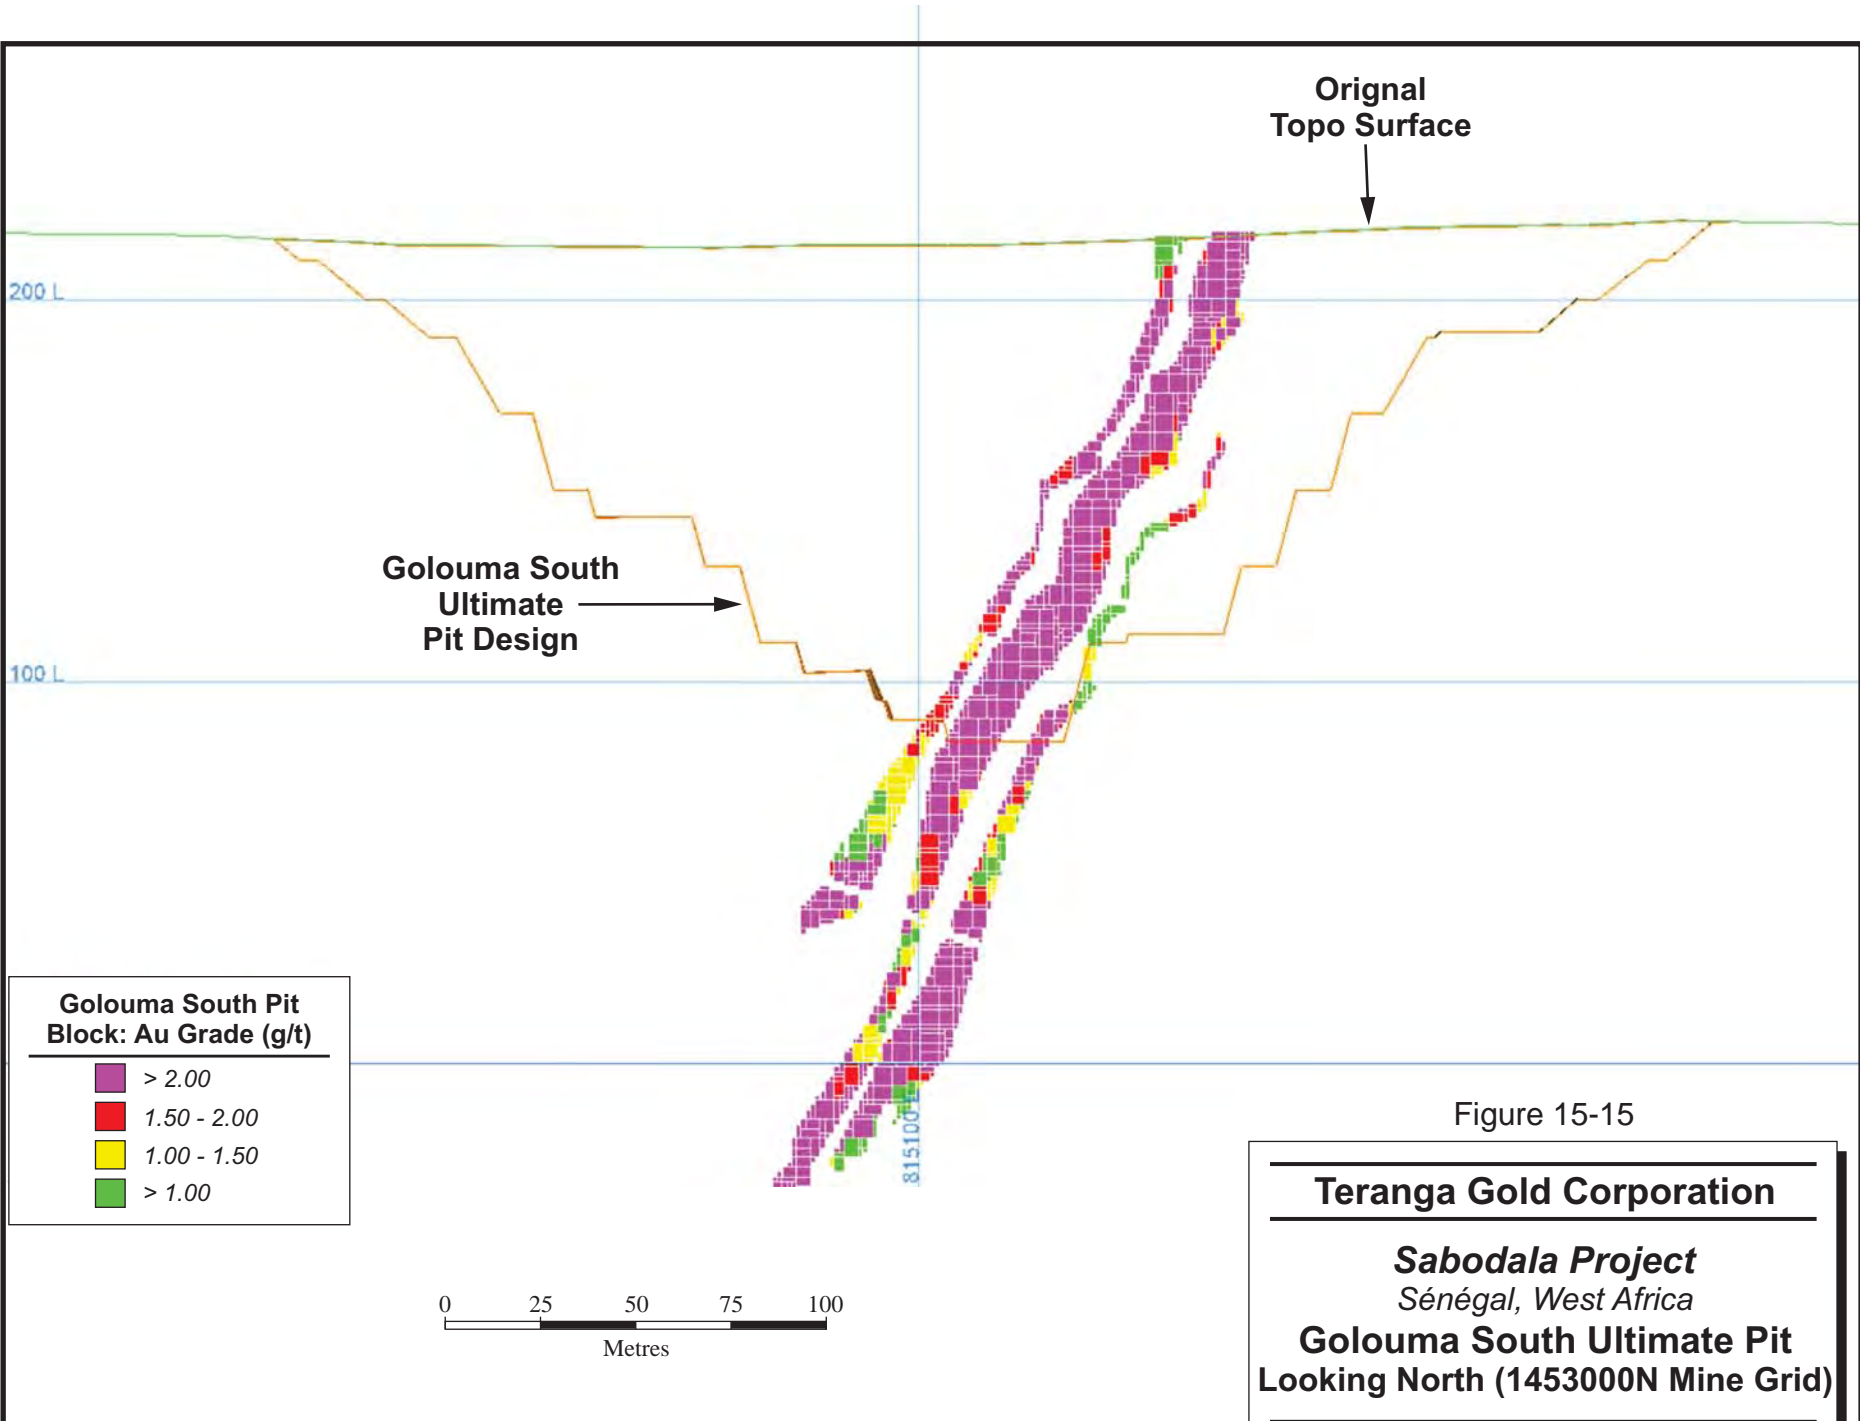 Orignal
Topo Surface
200 L
Golouma South
Ultimate
Pit Design
100 L
Golouma South Pit
Block: Au Grade (g/t)
> 2.00
1.50 - 2.00
1.00 - 1.50
> 1.00
815100 E
Figure 15-15
Teranga Gold Corporation
Sabodala Project
Sénégal, West Africa
Golouma South Ultimate Pit
Looking North (1453000N Mine Grid)
0 25 50 75 100
Metres